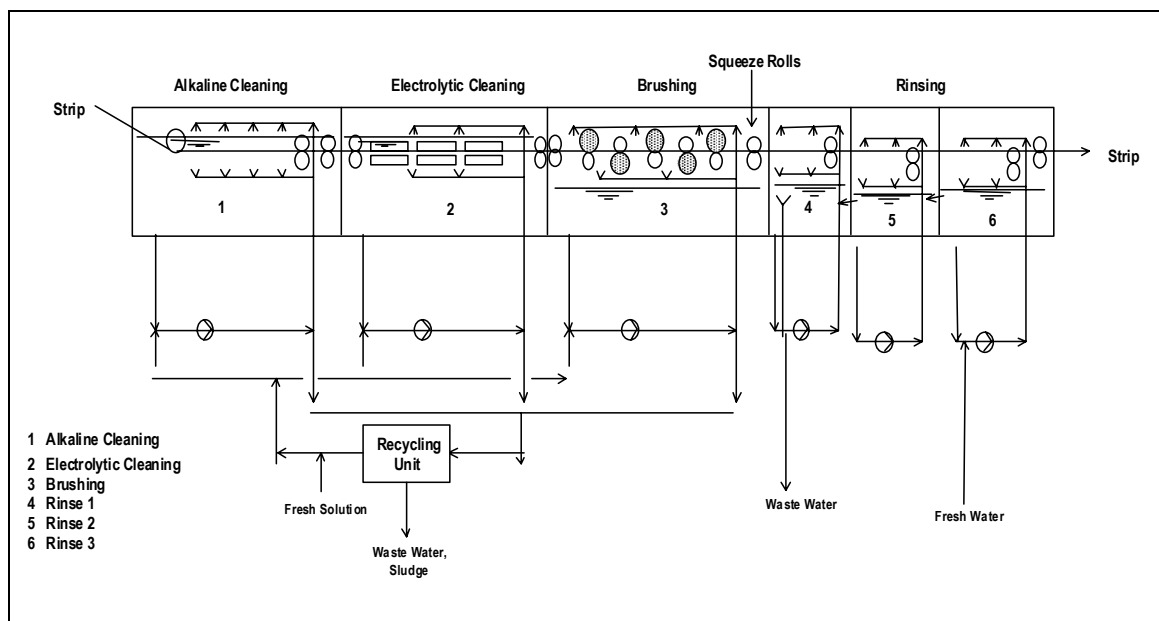 Squeeze Rolls
Alkaline Cleaning
Electrolytic Cleaning
Brushing
Rinsing
Strip
Strip
1
2
3
4
5
6
1 Alkaline Cleaning
2 Electrolytic Cleaning
3 Brushing
4 Rinse 1
5 Rinse 2
6 Rinse 3
Recycling
Unit
Fresh Solution
Waste Water,
Sludge
Waste Water
Fresh Water